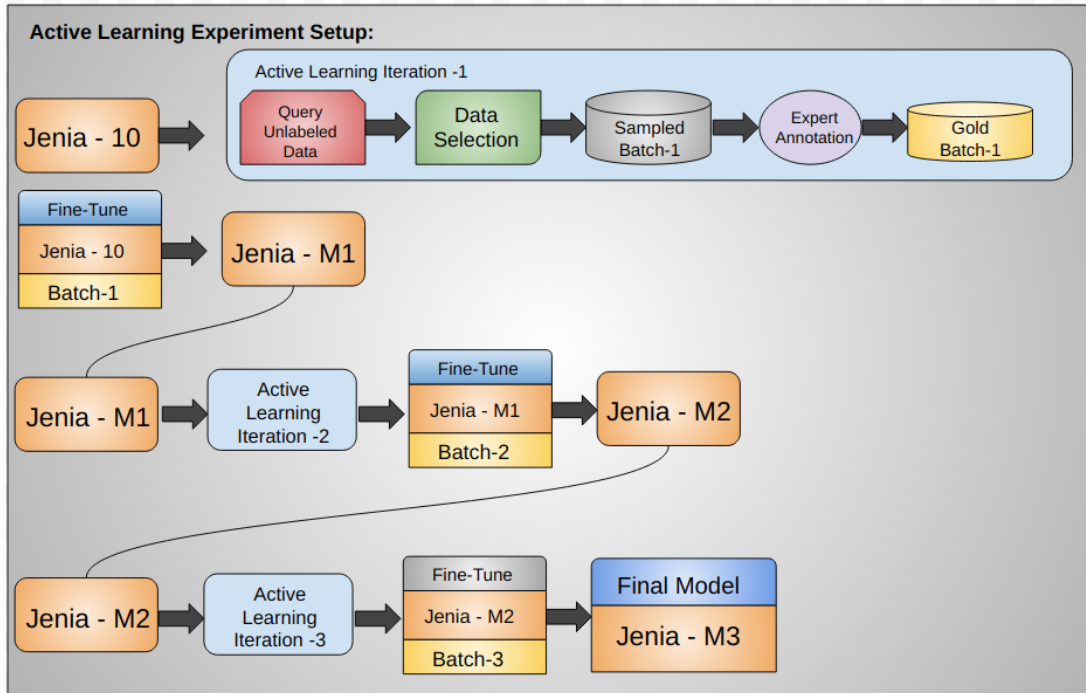 Active Learning Experiment Setup:
Active Learning Iteration -1
Jenia - 10
Query
Unlabeled
Data
Data
Selection
Sampled
Batch-1
Expert
Annotation
Gold
Batch-1
Fine-Tune
Jenia - 10
Batch-1
Jenia - M1
Jenia - M1
Active
Learning
Iteration -2
Fine-Tune
Jenia - M1
Batch-2
Jenia - M2
Jenia - M2
Active
Learning
Iteration -3
Fine-Tune
Jenia - M2
Batch-3
Final Model
Jenia - M3